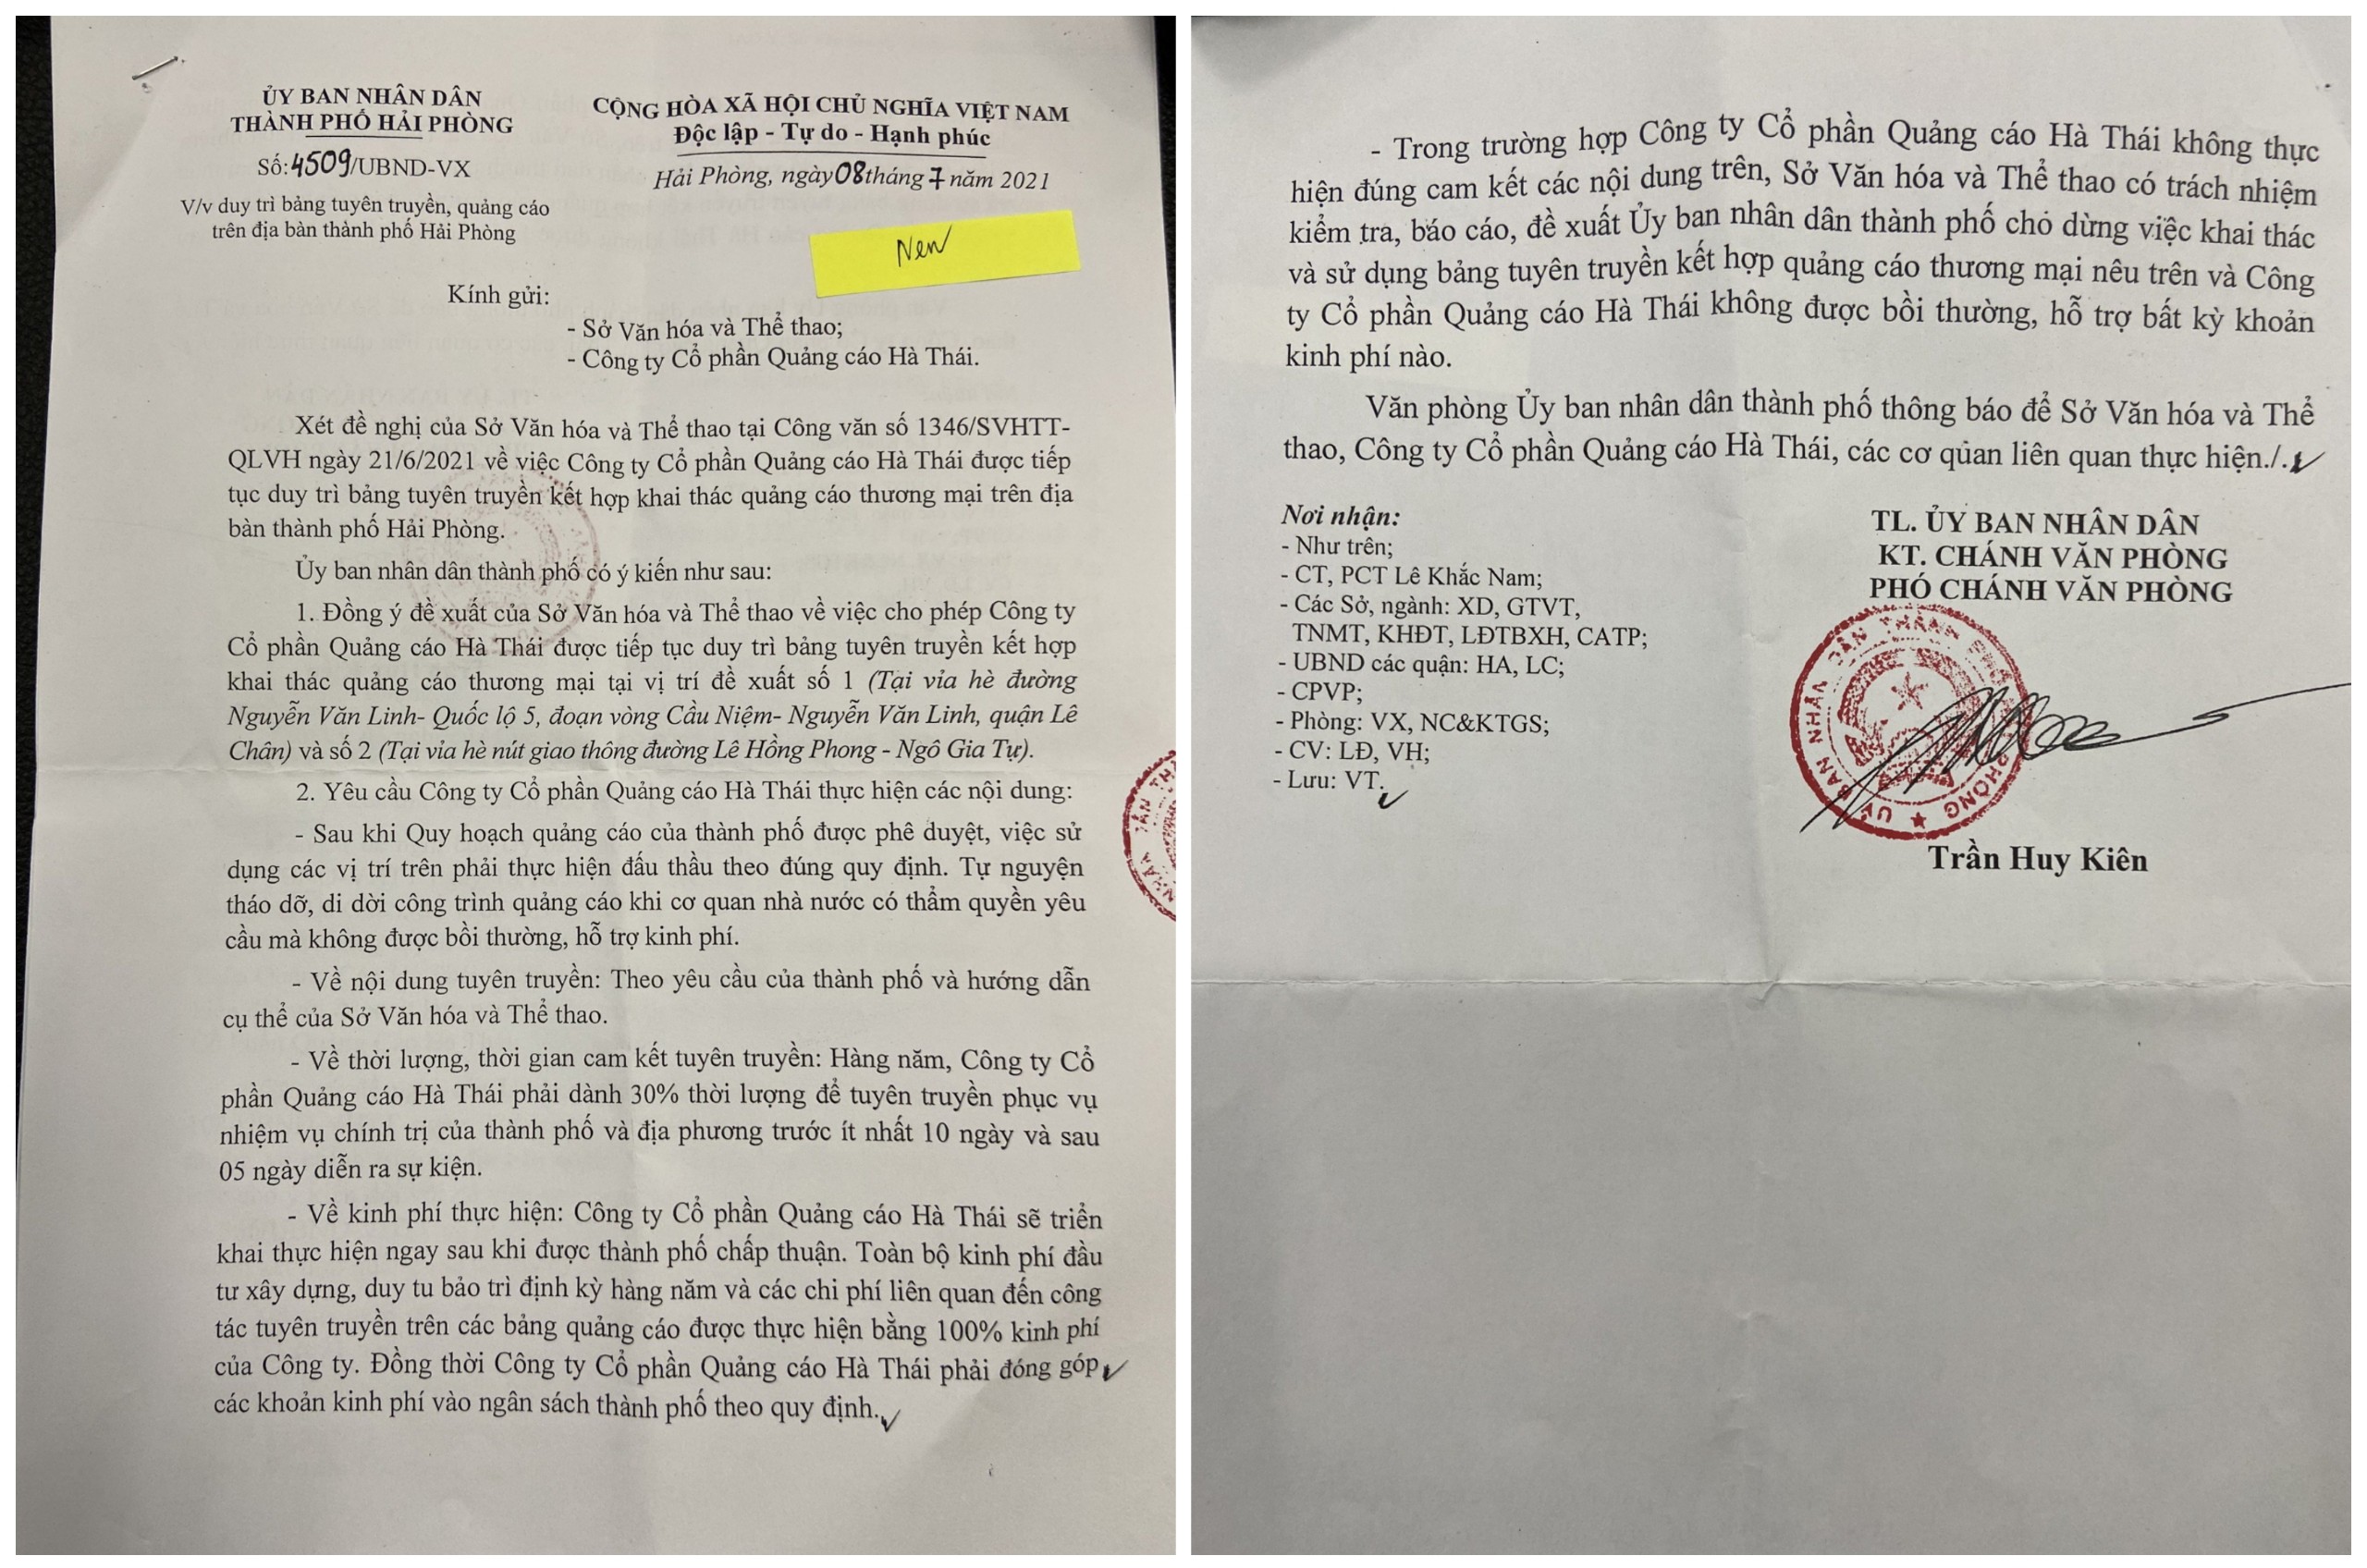 ỦY BAN NHÂN DÂN
THÀNH PHỐ HẢI PHÒNG
Số:4509/UBND-VX
V/v duy trì bảng tuyên truyền, quảng cáo
trên địa bàn thành phố Hải Phòng
CỘNG HÒA XÃ HỘI CHỦ NGHĨA VIỆT NAM
Độc lập - Tự do - Hạnh phúc
Hải Phòng, ngày08tháng 7 năm 2021
New
Kính gửi:
- Sở Văn hóa và Thể thao;
- Công ty Cổ phần Quảng cáo Hà Thái.
Xét đề nghị của Sở Văn hóa và Thể thao tại Công văn số 1346/SVHTT-
QLVH ngày 21/6/2021 về việc Công ty Cổ phần Quảng cáo Hà Thái được tiếp
tục duy trì bảng tuyên truyền kết hợp khai thác quảng cáo thương mại trên địa
bàn thành phố Hải Phòng.
Ủy ban nhân dân thành phố có ý kiến như sau:
1. Đồng ý đề xuất của Sở Văn hóa và Thể thao về việc cho phép Công ty
Cổ phần Quảng cáo Hà Thái được tiếp tục duy trì bảng tuyên truyền kết hợp
khai thác quảng cáo thương mại tại vị trí đề xuất số 1 (Tại vỉa hè đường
Nguyễn Văn Linh- Quốc lộ 5, đoạn vòng Cầu Niệm- Nguyễn Văn Linh, quận Lê
Chân) và số 2 (Tại vỉa hè nút giao thông đường Lê Hồng Phong - Ngô Gia Tự).
2. Yêu cầu Công ty Cổ phần Quảng cáo Hà Thái thực hiện các nội dung:
- Sau khi Quy hoạch quảng cáo của thành phố được phê duyệt, việc sử
dụng các vị trí trên phải thực hiện đấu thầu theo đúng quy định. Tự nguyện
tháo dỡ, di dời công trình quảng cáo khi cơ quan nhà nước có thẩm quyền yêu
cầu mà không được bồi thường, hỗ trợ kinh phí.
- Về nội dung tuyên truyền: Theo yêu cầu của thành phố và hướng dẫn
cụ thể của Sở Văn hóa và Thể thao.
- Về thời lượng, thời gian cam kết tuyên truyền: Hàng năm, Công ty Cổ
phần Quảng cáo Hà Thái phải dành 30% thời lượng để tuyên truyền phục vụ
nhiệm vụ chính trị của thành phố và địa phương trước ít nhất 10 ngày và sau
05 ngày diễn ra sự kiện.
- Về kinh phí thực hiện: Công ty Cổ phần Quảng cáo Hà Thái sẽ triển
khai thực hiện ngay sau khi được thành phố chấp thuận. Toàn bộ kinh phí đầu
tư xây dựng, duy tu bảo trì định kỳ hàng năm và các chi phí liên quan đến công
tác tuyên truyền trên các bảng quảng cáo được thực hiện bằng 100% kinh phí
của Công ty. Đồng thời Công ty Cổ phần Quảng cáo Hà Thái phải đóng góp
các khoản kinh phí vào ngân sách thành phố theo quy định.
- Trong trường hợp Công ty Cổ phần Quảng cáo Hà Thái không thực
hiện đúng cam kết các nội dung trên, Sở Văn hóa và Thể thao có trách nhiệm
kiểm tra, báo cáo, đề xuất Ủy ban nhân dân thành phố cho dừng việc khai thác
và sử dụng bảng tuyên truyền kết hợp quảng cáo thương mại nêu trên và Công
ty Cổ phần Quảng cáo Hà Thái không được bồi thường, hỗ trợ bất kỳ khoản
kinh phí nào.
Văn phòng Ủy ban nhân dân thành phố thông báo để Sở Văn hóa và Thể
thao, Công ty Cổ phần Quảng cáo Hà Thái, các cơ quan liên quan thực hiện./.
Nơi nhận:
- Như trên;
- CT, PCT Lê Khắc Nam;
- Các Sở, ngành: XD, GTVT,
TNMT, KHĐT, LĐTBXH, CATP;
- UBND các quận: HA, LC;
- CPVP;
- Phòng: VX, NC&KTGS;
- CV: LĐ, VH;
- Lưu: VT.
TL. ỦY BAN NHÂN DÂN
KT. CHÁNH VĂN PHÒNG
PHÓ CHÁNH VĂN PHÒNG
ỦY BAN NHÂN DÂN THÀNH PHỐ HẢI PHÒNG
Trần Huy Kiên